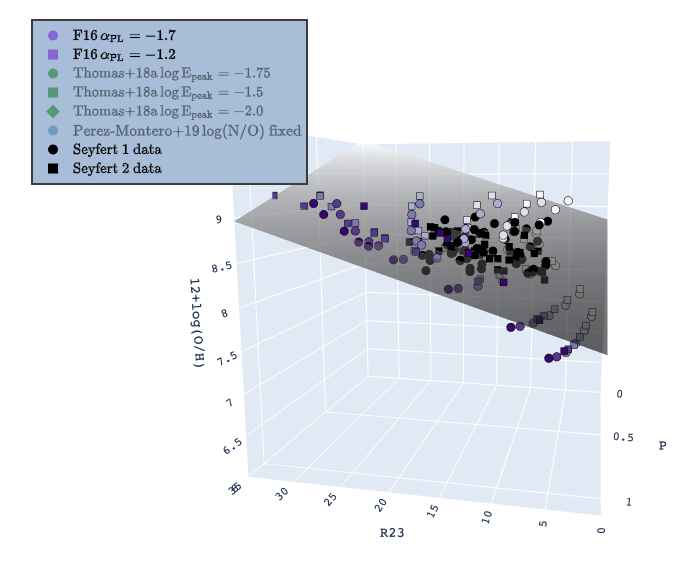 F16 αPL = −1.7
F16 αPL = −1.2
Thomas+18a log Epeak = −1.75
Thomas+18a log Epeak = −1.5
Thomas+18a log Epeak = −2.0
Perez-Montero+19 log(N/O) fixed
Seyfert 1 data
Seyfert 2 data
9
8.5
8
7.5
7
6.5
12+log(O/H)
30
25
20
15
10
5
0
R23
0
0.5
1
P